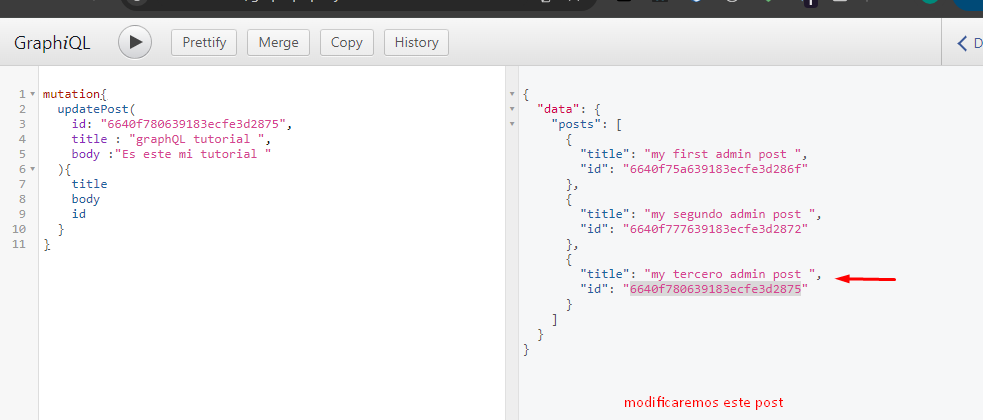 GraphiQL Prettify Merge Copy History D
1 mutation{
2 updatePost(
3 id: "6640f780639183ecfe3d2875",
4 title : "graphQL tutorial ",
5 body :"Es este mi tutorial "
6 ){
7 title
8 body
9 id
10 }
11 }
{
"data": {
"posts": [
{
"title": "my first admin post ",
"id": "6640f75a639183ecfe3d286f"
},
{
"title": "my segundo admin post ",
"id": "6640f777639183ecfe3d2872"
},
{
"title": "my tercero admin post ",
"id": "6640f780639183ecfe3d2875"
}
]
}
}
modificaremos este post